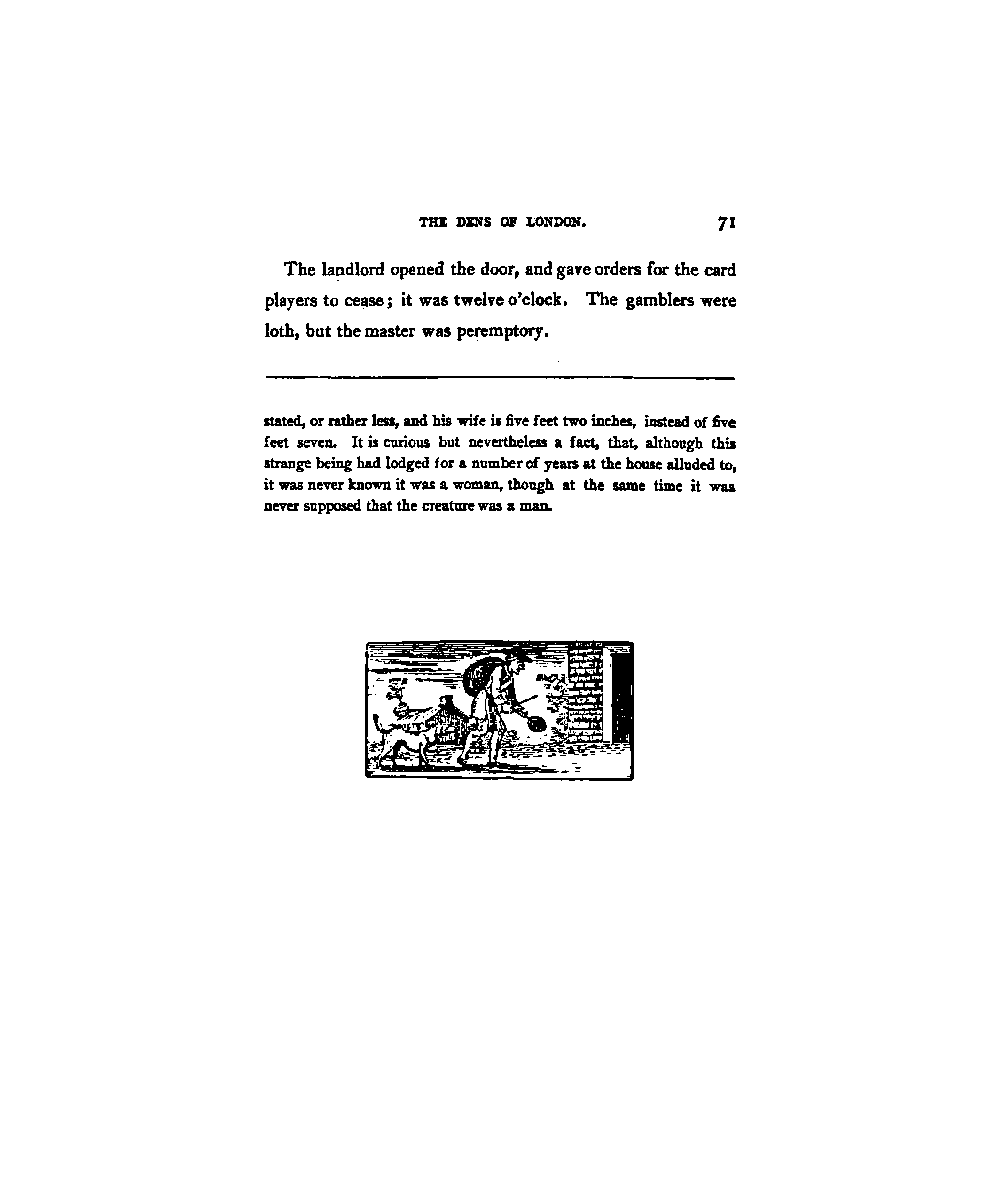 THE DENS OF LONDON. 71
The landlord opened the door, and gave orders for the card
players to cease; it was twelve o'clock. The gamblers were
loth, but the master was peremptory.
stated, or rather less, and his wife is five feet two inches, instead of five
feet seven. It is curious but nevertheless a fact, that, although this
strange being had lodged for a number of years at the house alluded to,
it was never known it was a woman, though at the same time it was
never supposed that the creature was a man.